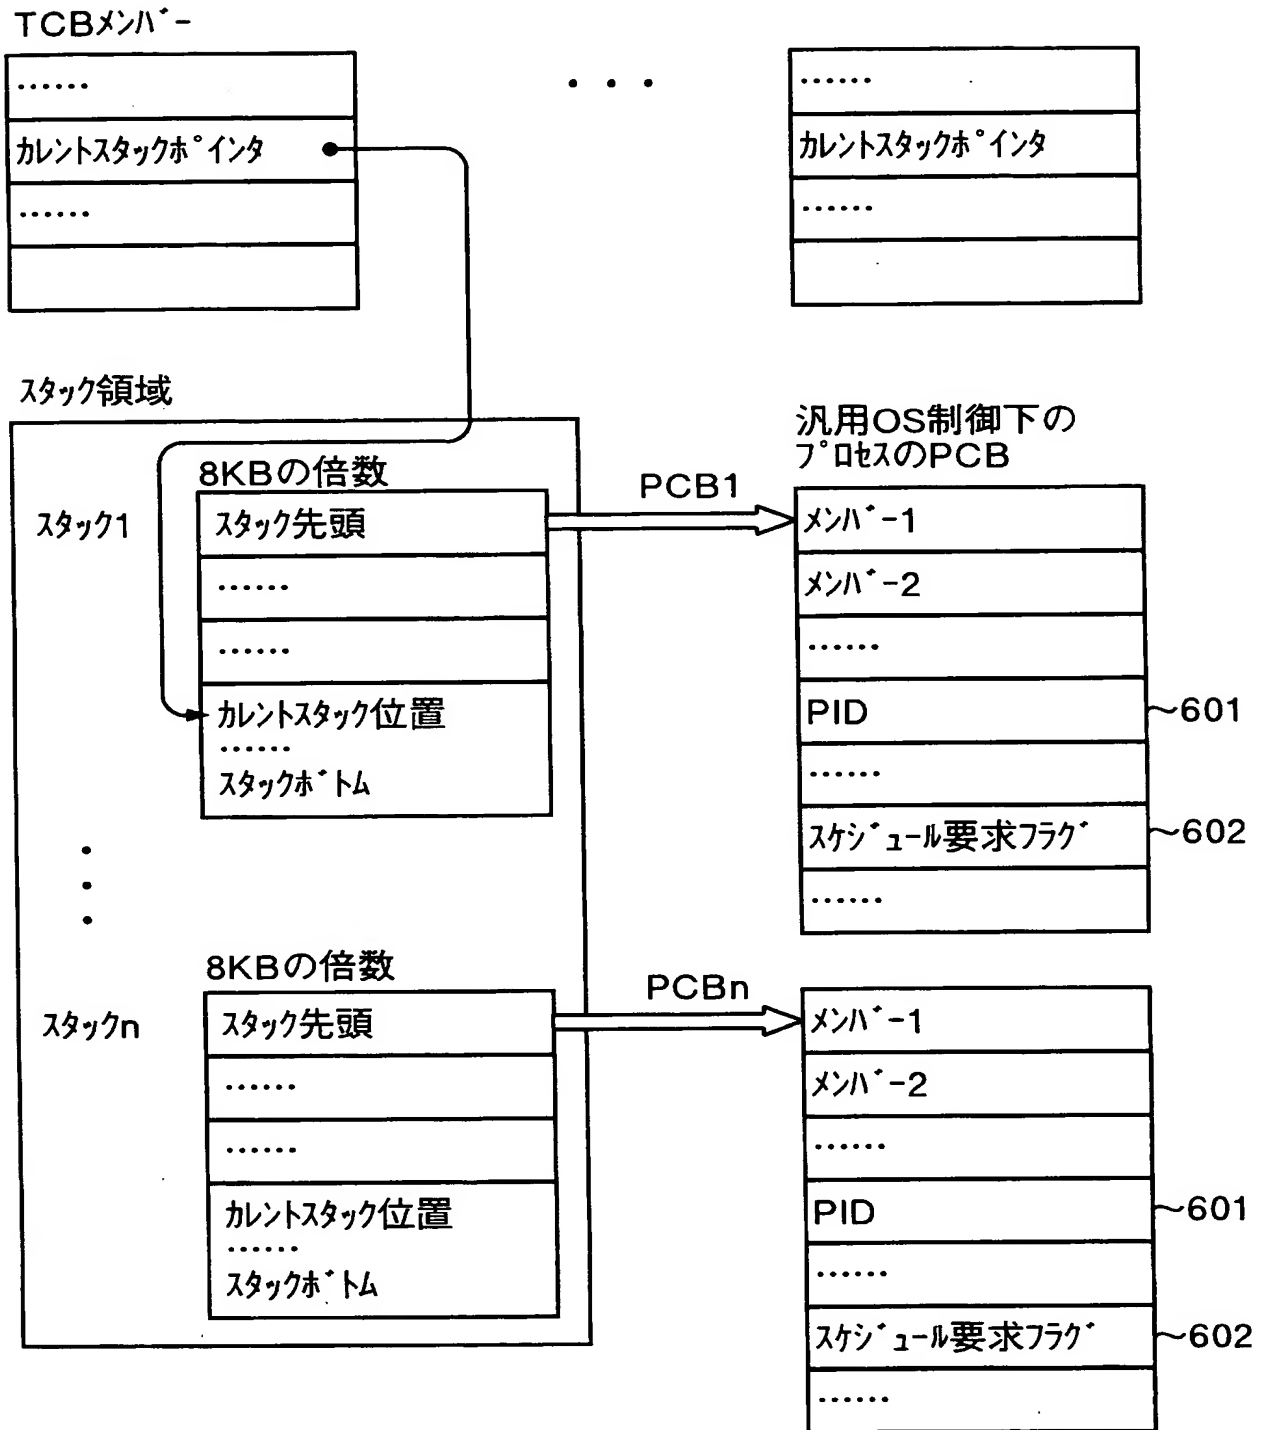 TCBメンバー
……
カレントスタックポインタ
……
・・・
……
カレントスタックポインタ
……
スタック領域
スタック1
8KBの倍数
スタック先頭
……
……
カレントスタック位置
……
スタックボトム
PCB1
汎用OS制御下の
プロセスのPCB
メンバー1
メンバー2
……
PID
~601
……
スケジュール要求フラグ
~602
……
・
・
・
スタックn
8KBの倍数
スタック先頭
……
……
カレントスタック位置
……
スタックボトム
PCBn
メンバー1
メンバー2
……
PID
~601
……
スケジュール要求フラグ
~602
……